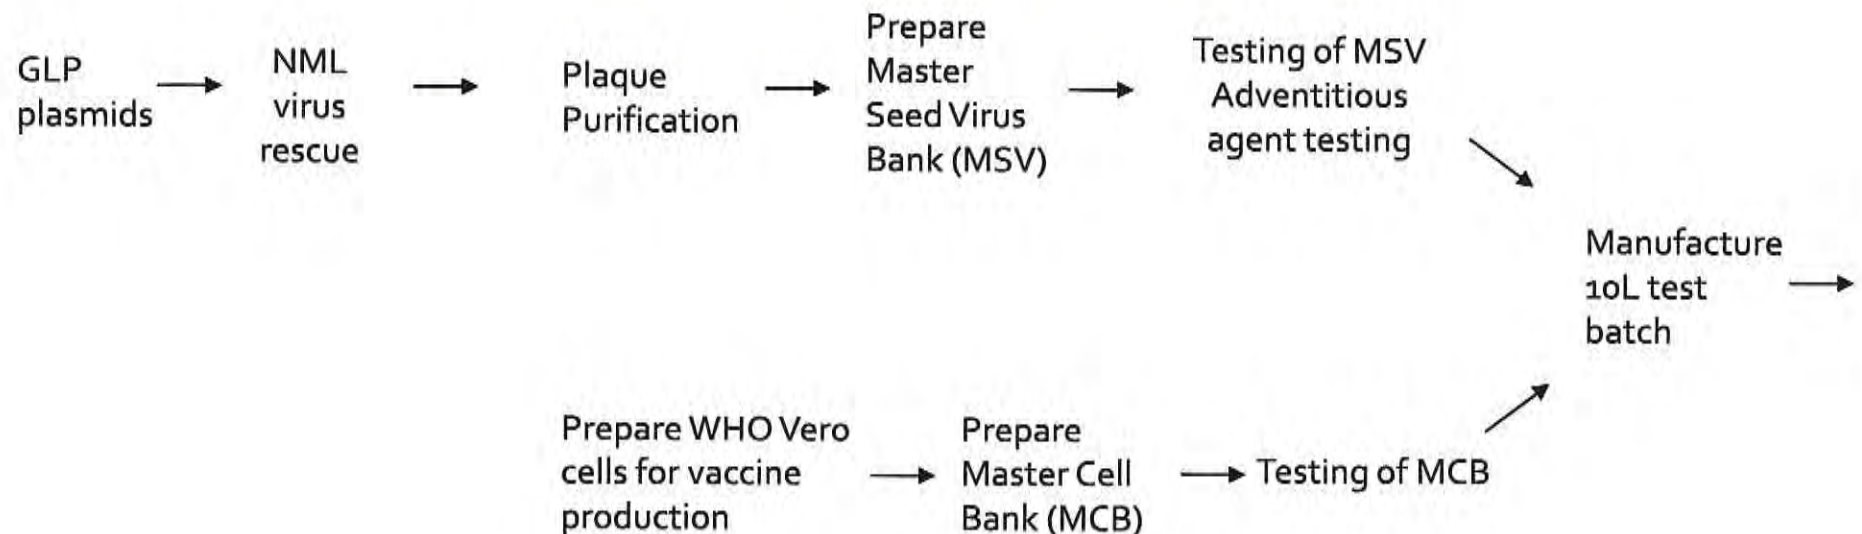 GLP
plasmids
NML
virus
rescue
Plaque
Purification
Prepare
Master
Seed Virus
Bank (MSV)
Testing of MSV
Adventitious
agent testing
Manufacture
10L test
batch
Prepare WHO Vero
cells for vaccine
production
Prepare
Master Cell
Bank (MCB)
Testing of MCB